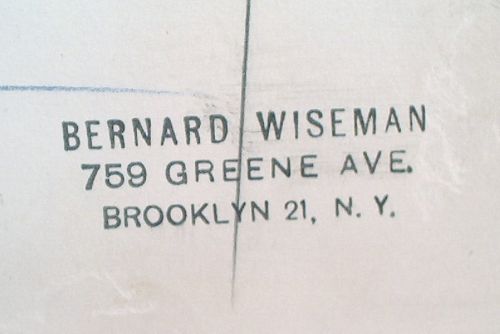 BERNARD WISEMAN
759 GREENE AVE.
BROOKLYN 21, N. Y.